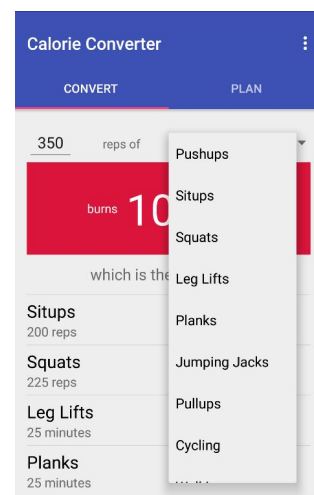 Calorie Converter
CONVERT PLAN
350 reps of
burns 10
which is the
Situps
200 reps
Squats
225 reps
Leg Lifts
25 minutes
Planks
25 minutes
Pushups
Situps
Squats
Leg Lifts
Planks
Jumping Jacks
Pullups
Cycling